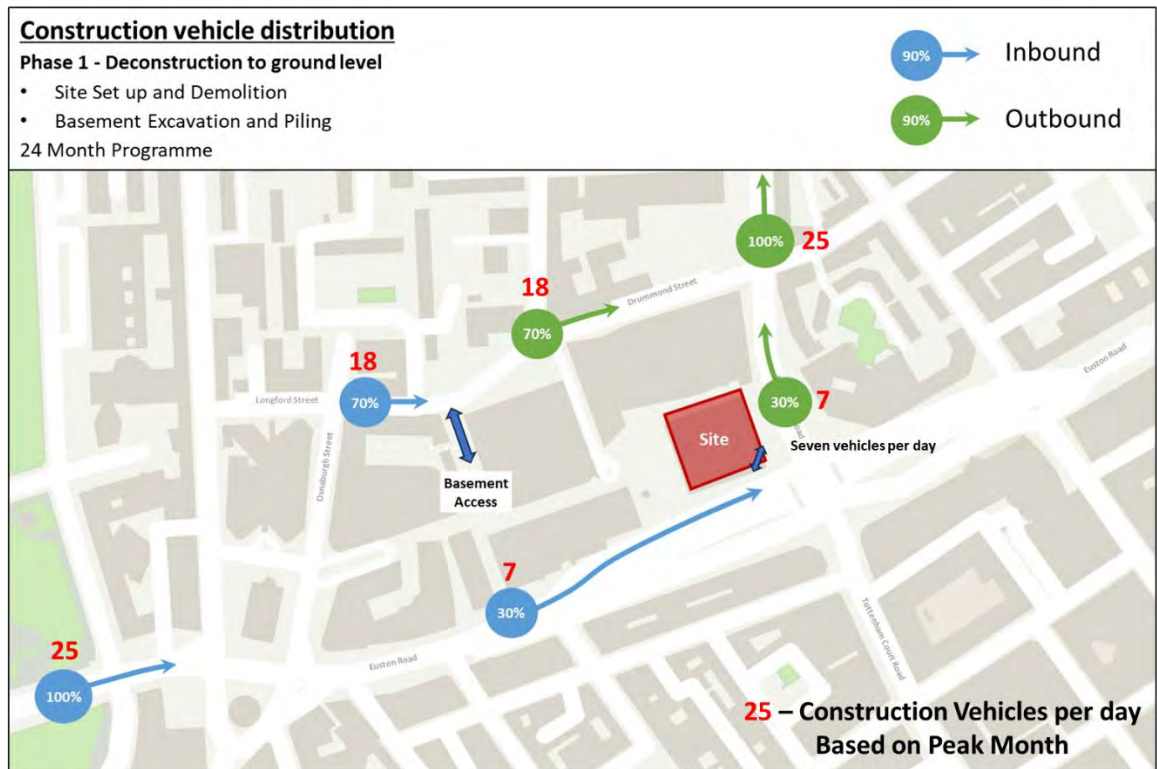 Construction vehicle distribution
Phase 1 - Deconstruction to ground level
• Site Set up and Demolition
• Basement Excavation and Piling
24 Month Programme
90% Inbound
90% Outbound
100% 25
18
70%
Drummond Street
Euston Road
18
70%
Longford Street
Osnaburgh Street
30% 7
oad
Site
Seven vehicles per day
Basement
Access
7
30%
Euston Road
Tottenham Court Road
25
100%
25 – Construction Vehicles per day
Based on Peak Month